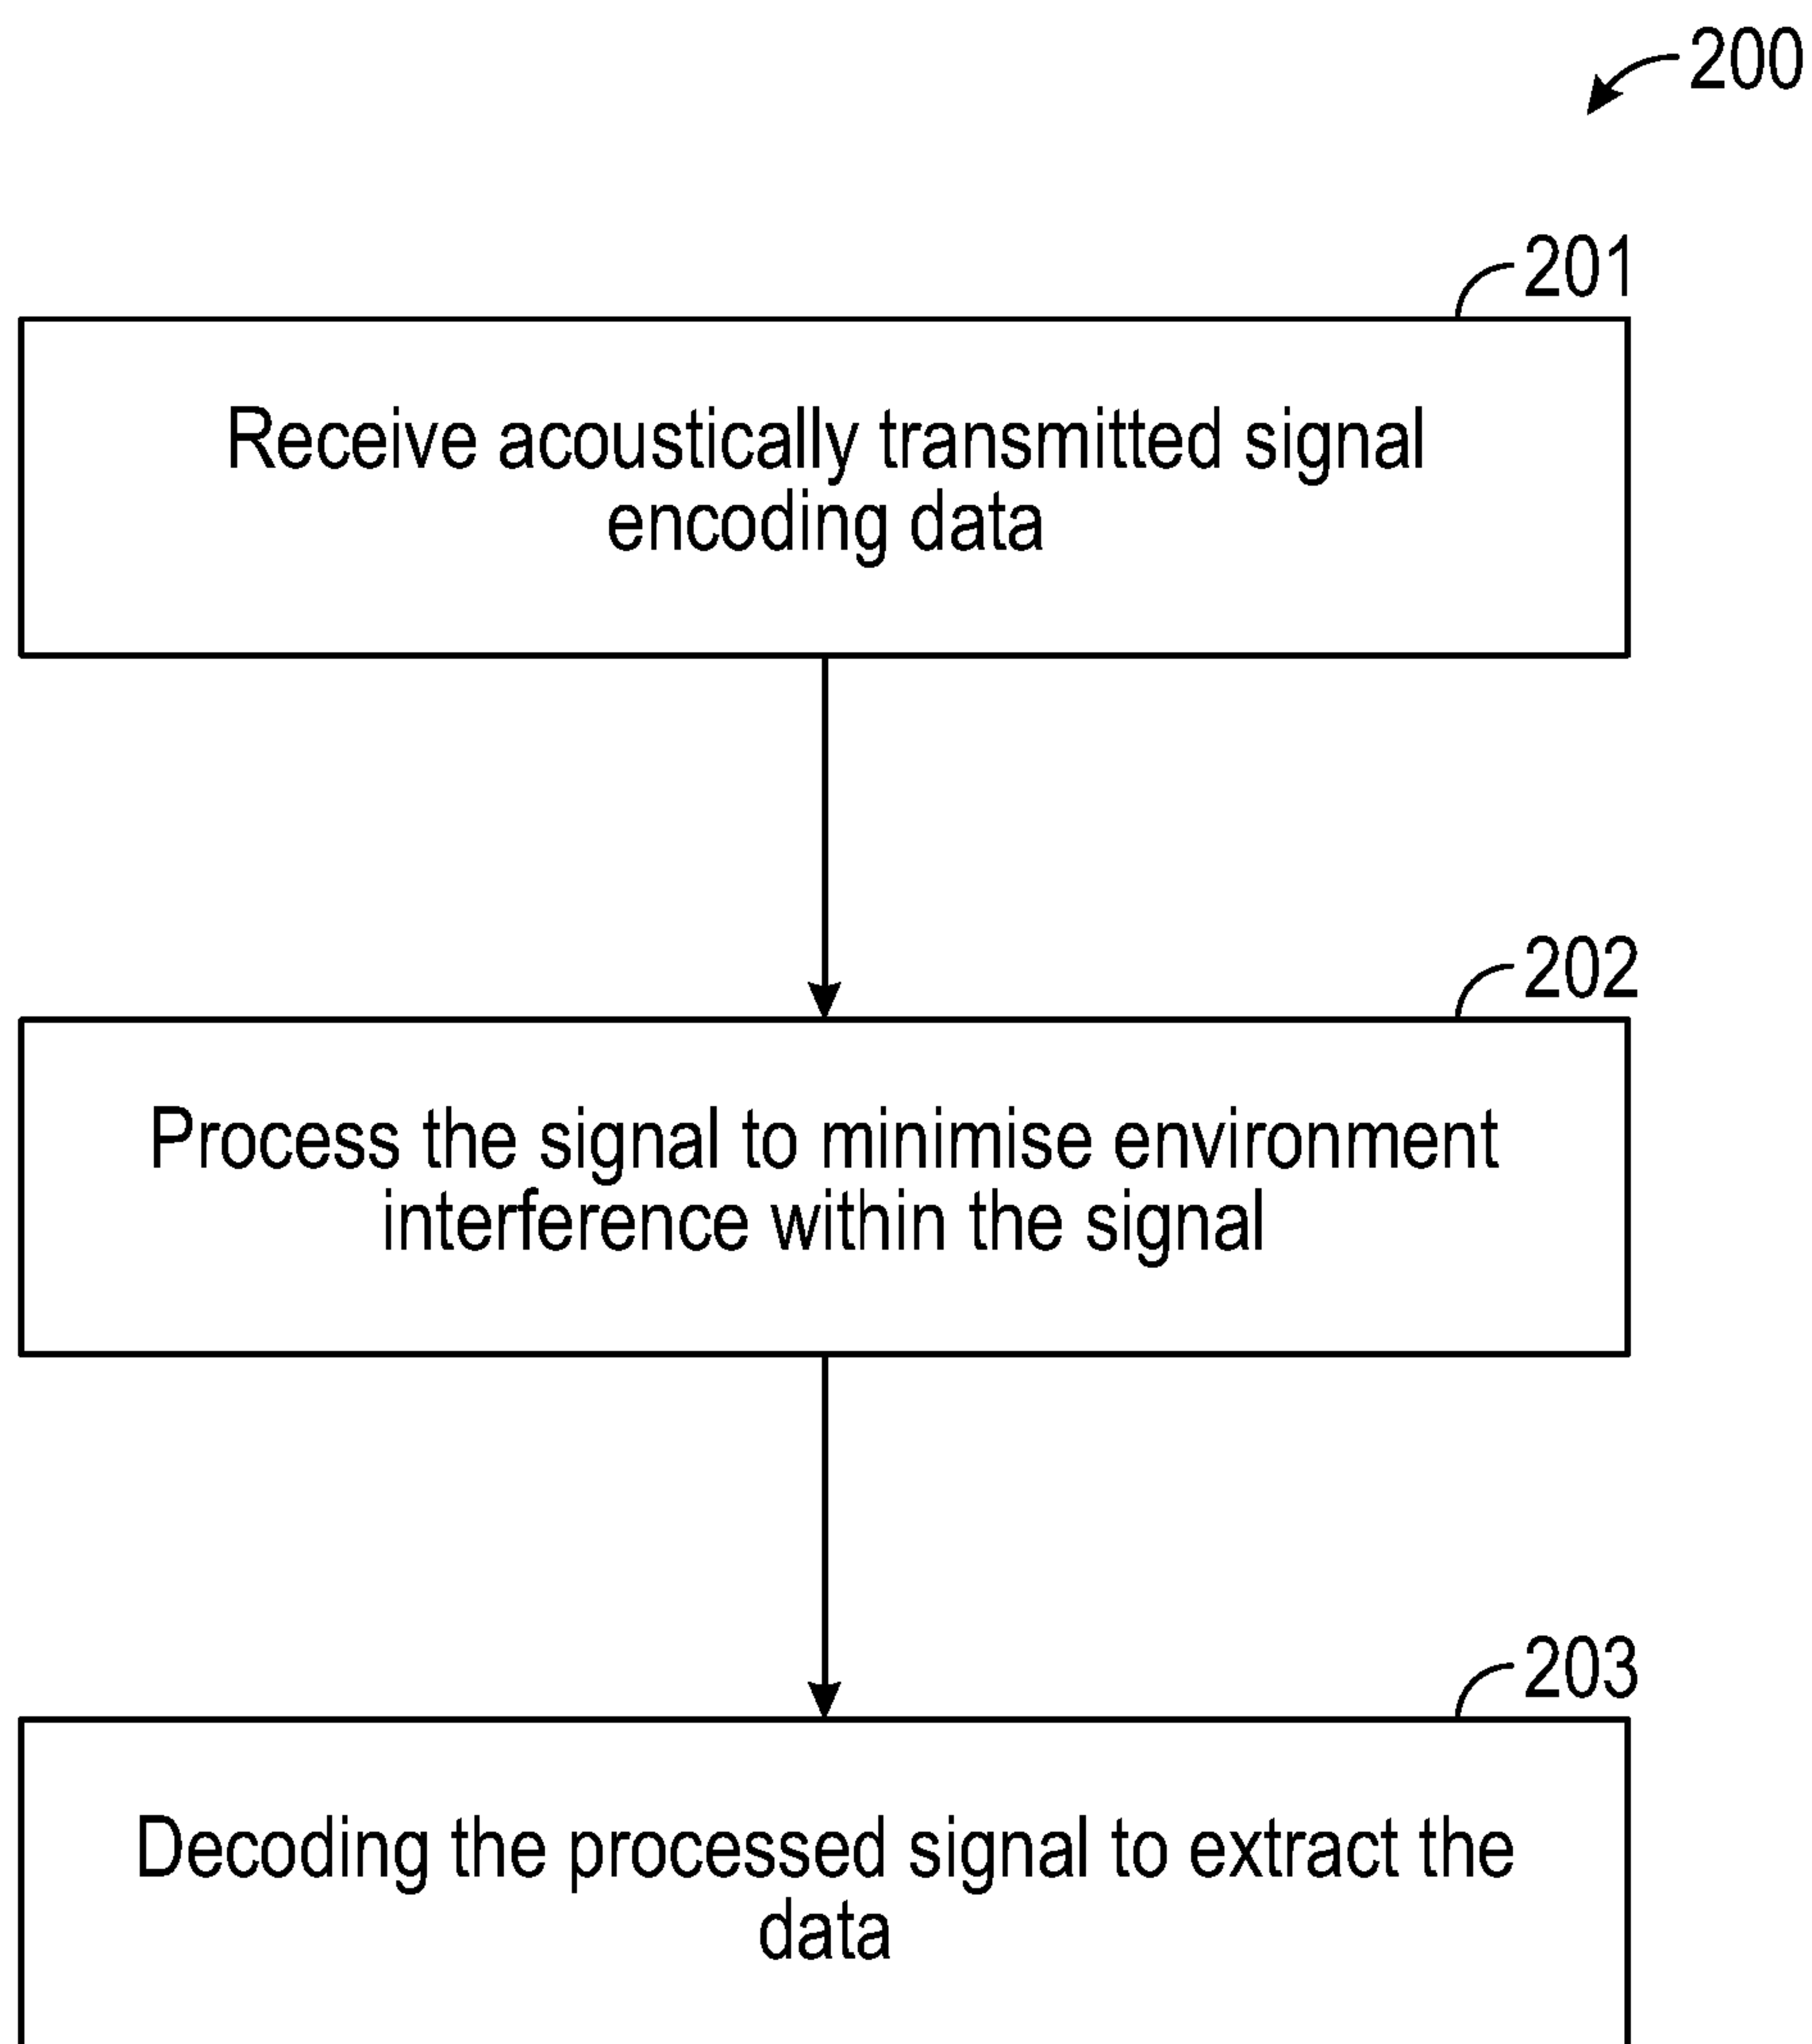 200
201
Receive acoustically transmitted signal
encoding data
202
Process the signal to minimise environment
interference within the signal
203
Decoding the processed signal to extract the
data